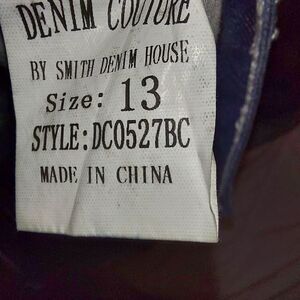 DENIM COUTURE
BY SMITH DENIM HOUSE
Size: 13
STYLE:DC0527BC
MADE IN CHINA